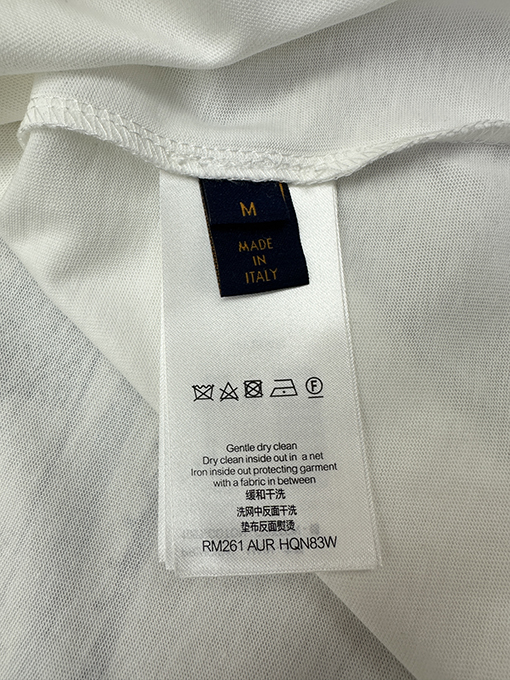 M
MADE
IN
ITALY
F
Gentle dry clean
Dry clean inside out in a net
Iron inside out protecting garment
with a fabric in between
缓和干洗
洗网中反面干洗
垫布反面熨烫
RM261 AUR HQN83W